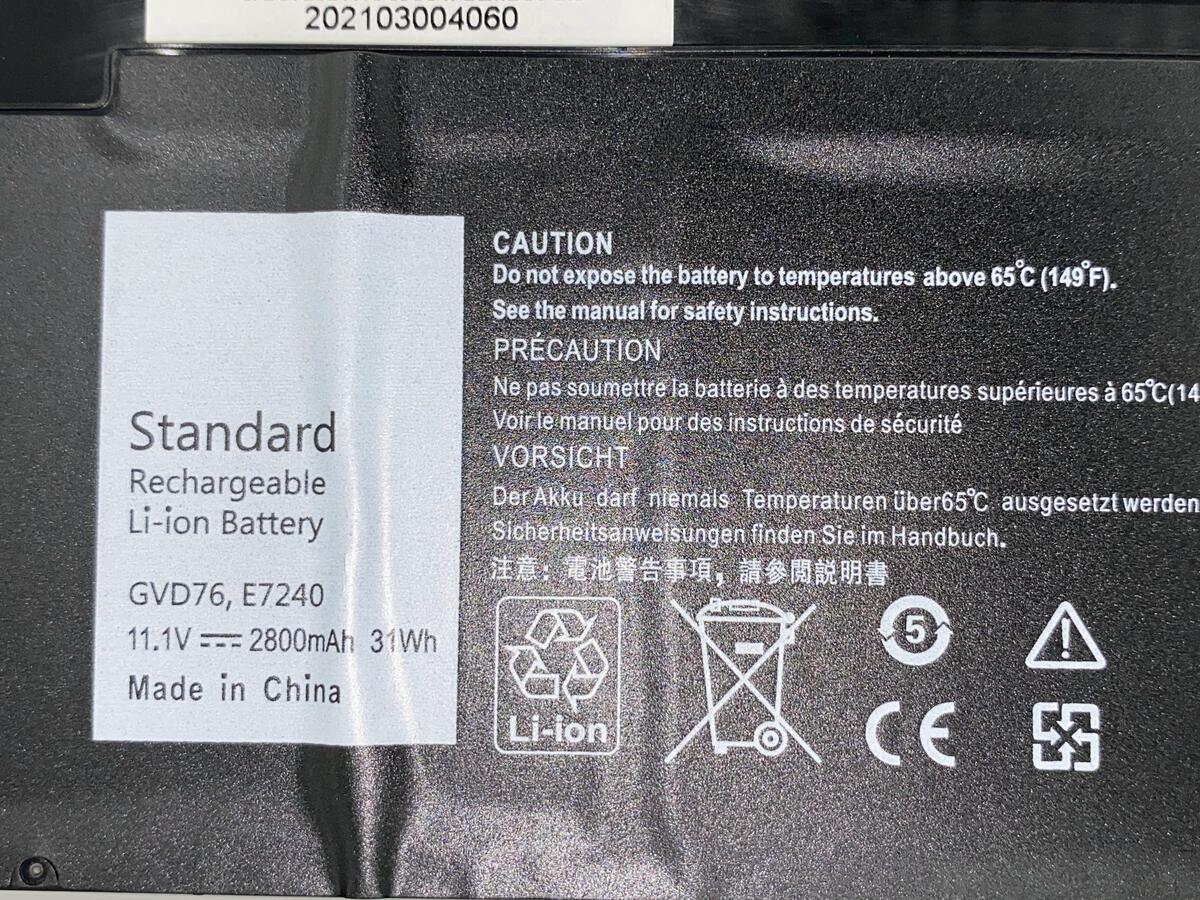 202103004060
Standard
Rechargeable
Li-ion Battery
GVD76, E7240
11.1V ⎓ 2800mAh 31Wh
Made in China
CAUTION
Do not expose the battery to temperatures above 65℃ (149℉).
See the manual for safety instructions.
PRÉCAUTION
Ne pas soumettre la batterie à des temperatures supérieures à 65℃(14
Voir le manuel pour des instructions de sécurité
VORSICHT
Der Akku darf niemals Temperaturen über65℃ ausgesetzt werden
Sicherheitsanweisungen finden Sie im Handbuch.
注意：電池警告事項，請參閱説明書
Li-ion
5
CE